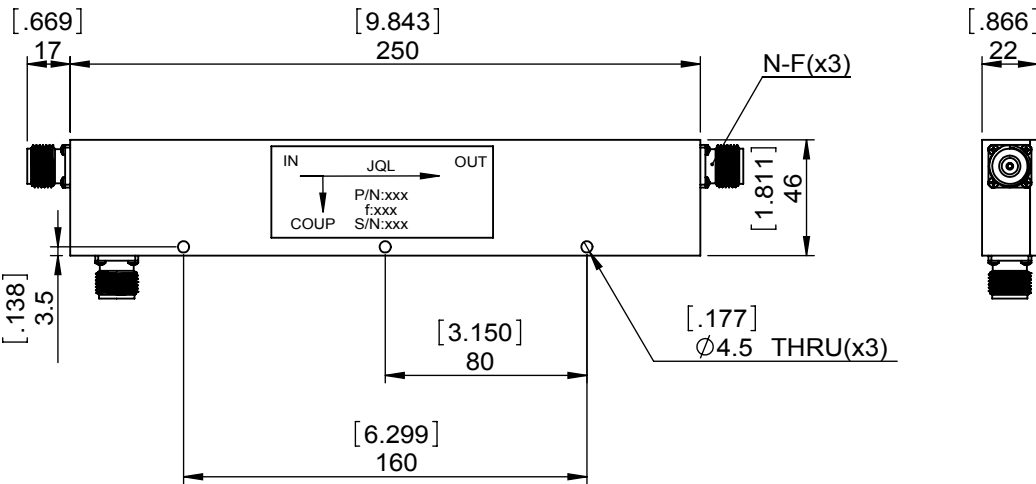 [.669]
17
[9.843]
250
[.866]
22
N-F(x3)
IN
JQL
OUT
P/N:xxx
f:xxx
COUP
S/N:xxx
[1.811]
46
[.138]
3.5
[3.150]
80
[.177]
∅4.5 THRU(x3)
[6.299]
160